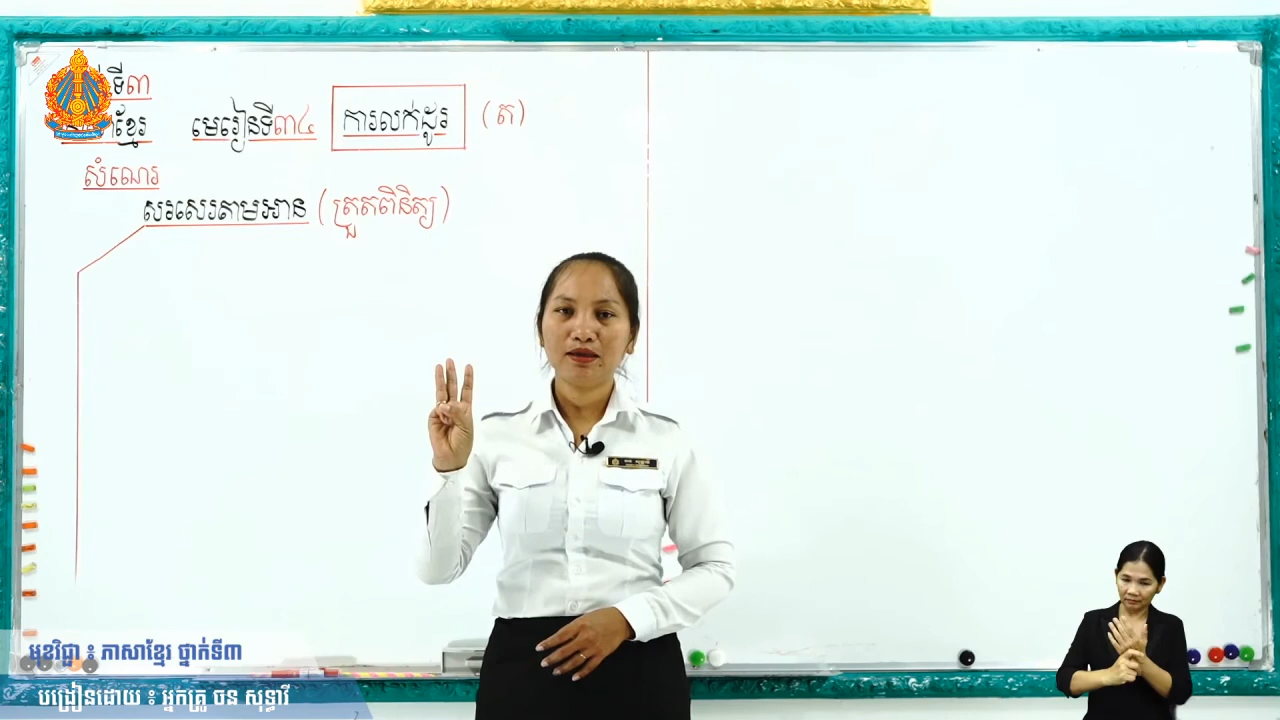 ទី៣
ខ្មែរ មេរៀនទី៣៤ ការលក់ដូរ (ត)
សំណេរ
សរសេរតាមអាន (ត្រួតពិនិត្យ)
មុខវិជ្ជា ៖ ភាសាខ្មែរ ថ្នាក់ទី៣
បង្រៀនដោយ ៖ អ្នកគ្រូ ចន សុទ្ធាវី